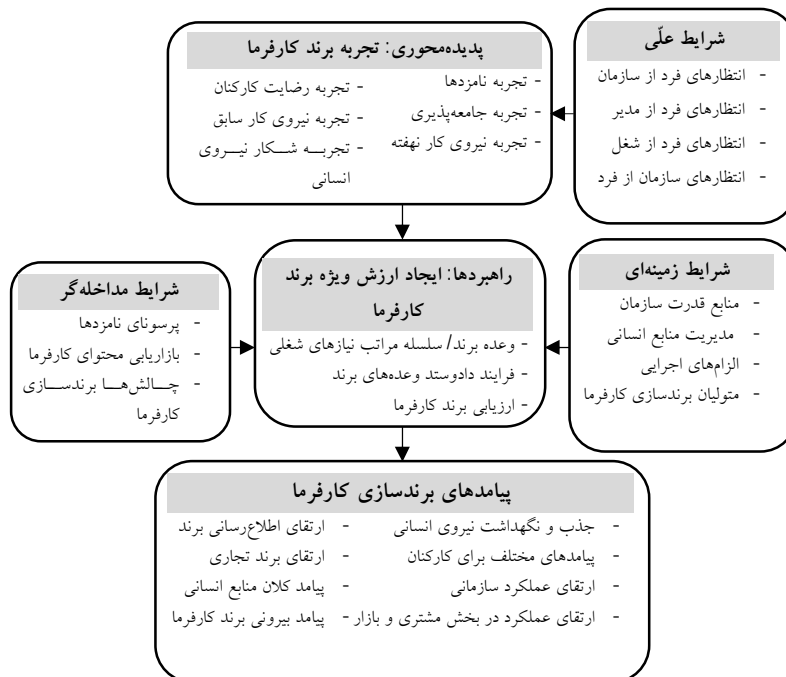 شرایط علّی
- انتظارهای فرد از سازمان
- انتظارهای فرد از مدیر
- انتظارهای فرد از شغل
- انتظارهای سازمان از فرد
پدیده‌محوری: تجربه برند کارفرما
- تجربه نامزدها
- تجربه جامعه‌پذیری
- تجربه نیروی کار نهفته
- تجربه رضایت کارکنان
- تجربه نیروی کار سابق
- تجربــه شــکار نیــروی
انسانی
شرایط زمینه‌ای
- منابع قدرت سازمان
- مدیریت منابع انسانی
- الزام‌های اجرایی
- متولیان برندسازی کارفرما
راهبردها: ایجاد ارزش ویژه برند
کارفرما
- وعده برند/ سلسله مراتب نیازهای شغلی
- فرایند دادوستد وعده‌های برند
- ارزیابی برند کارفرما
شرایط مداخله‌گر
- پرسونای نامزدها
- بازاریابی محتوای کارفرما
- چــالش‌هــا برندســازی
کارفرما
پیامدهای برندسازی کارفرما
- جذب و نگهداشت نیروی انسانی
- پیامدهای مختلف برای کارکنان
- ارتقای عملکرد سازمانی
- ارتقای عملکرد در بخش مشتری و بازار
- ارتقای اطلاع‌رسانی برند
- ارتقای برند تجاری
- پیامد کلان منابع انسانی
- پیامد بیرونی برند کارفرما